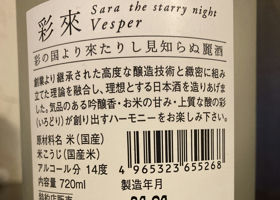 彩來 Sara the starry night
Vesper
彩の国より來たりし見知らぬ麗酒
創業より継承された高度な醸造技術と緻密に組み
立てた理論を融合し、理想とする日本酒を造りあげま
した。気品のある吟醸香・お米の甘み・上質な酸の彩
(いろどり)が創り出すハーモニーをお楽しみ下さい。
原材料名 米(国産)
米こうじ(国産米)
アルコール分 14度
内容量 720ml
4965323655268
製造年月